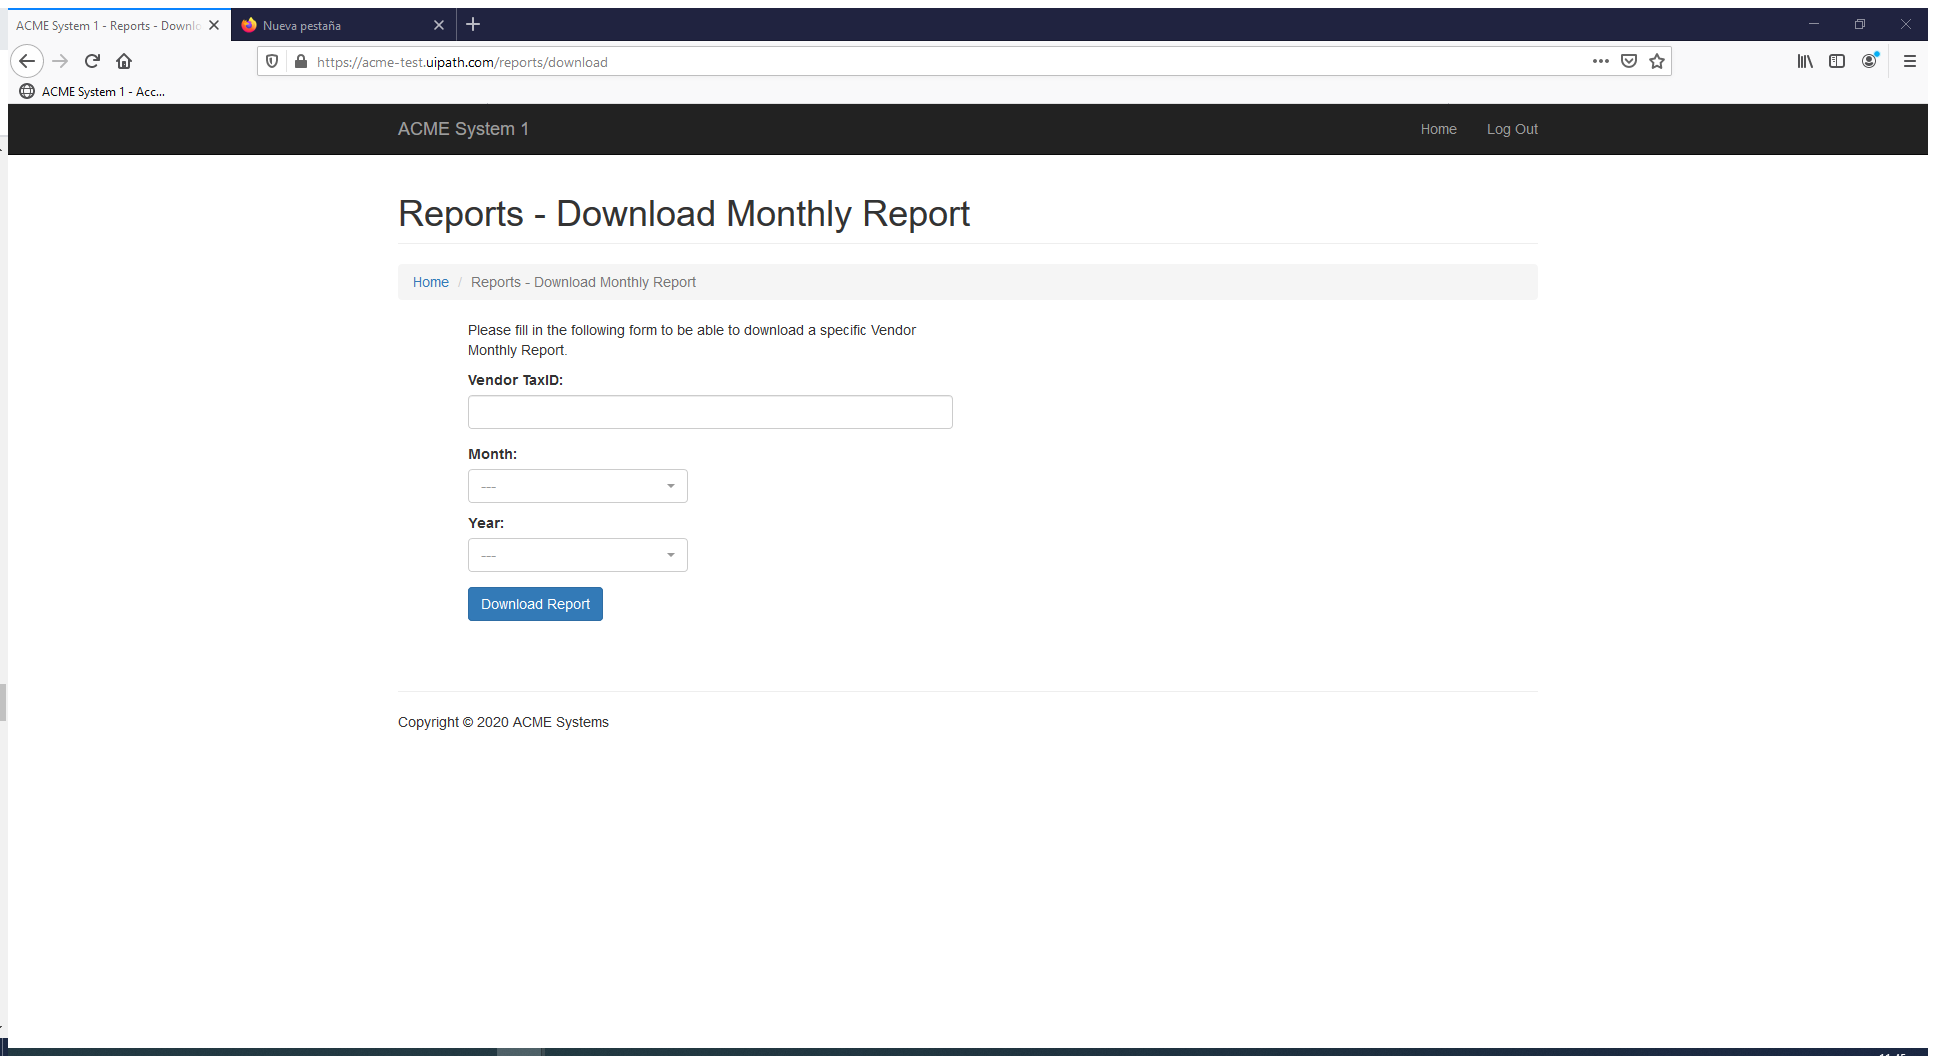 ACME System 1 - Reports - Downlo
Nueva pestaña
https://acme-test.uipath.com/reports/download
ACME System 1 - Acc...
ACME System 1
Home
Log Out
Reports - Download Monthly Report
Home / Reports - Download Monthly Report
Please fill in the following form to be able to download a specific Vendor
Monthly Report.
Vendor TaxID:
Month:
---
Year:
---
Download Report
Copyright © 2020 ACME Systems